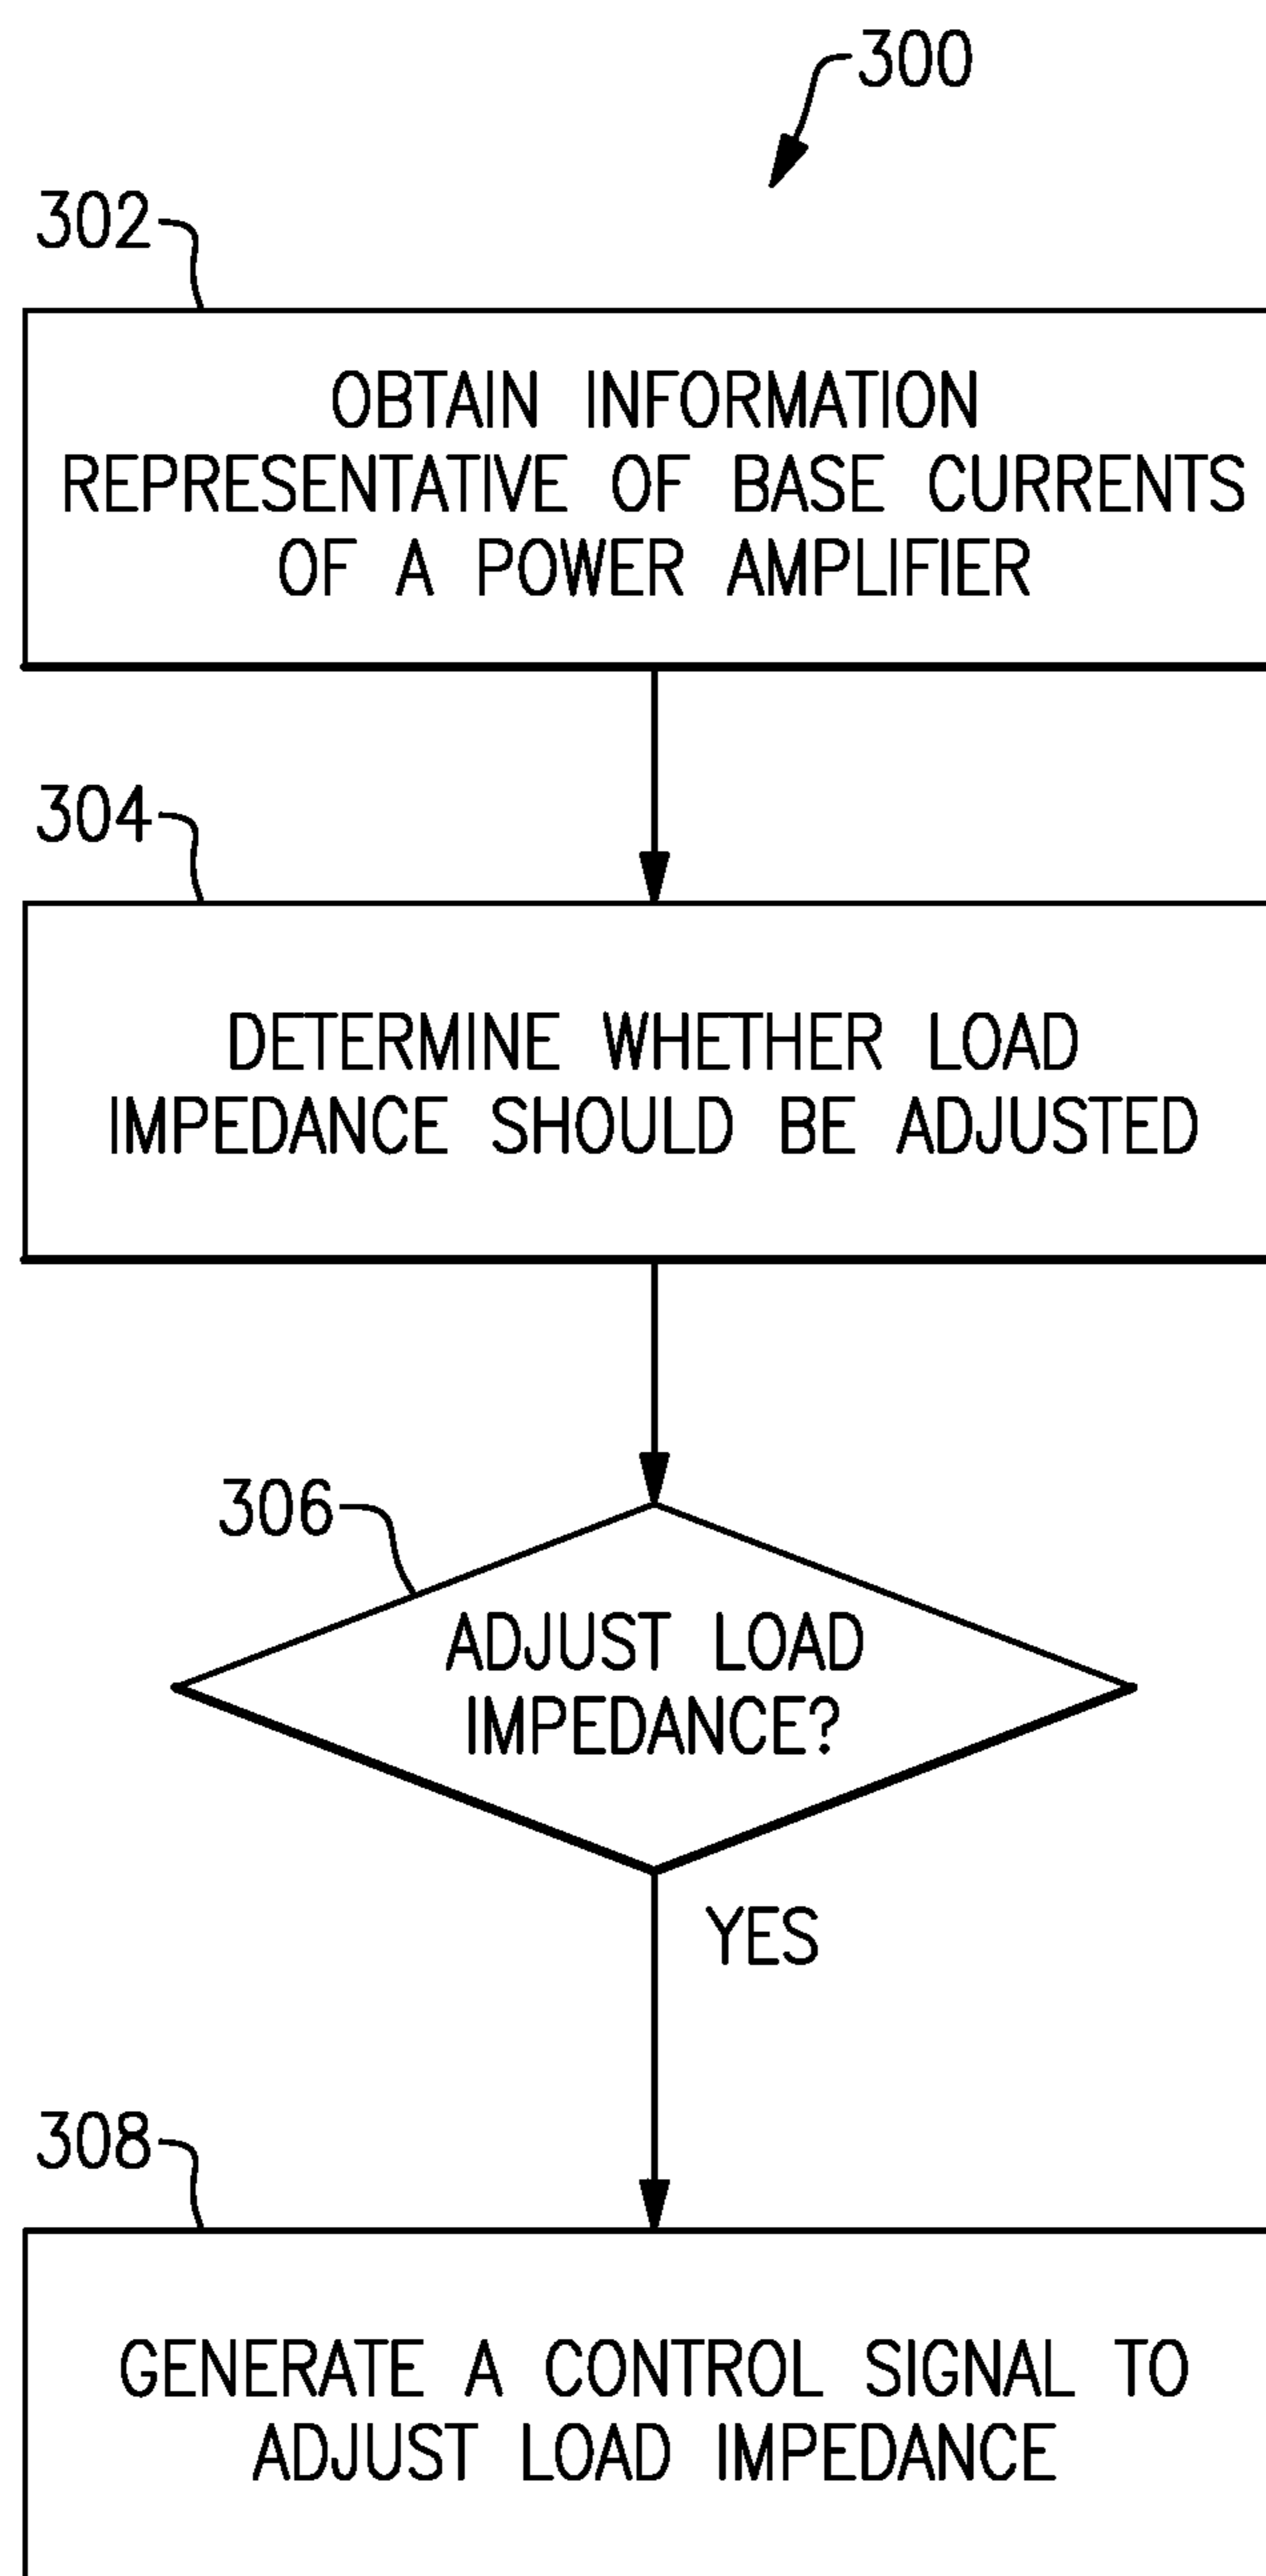 300
302
OBTAIN INFORMATION
REPRESENTATIVE OF BASE CURRENTS
OF A POWER AMPLIFIER
304
DETERMINE WHETHER LOAD
IMPEDANCE SHOULD BE ADJUSTED
306
ADJUST LOAD
IMPEDANCE?
YES
308
GENERATE A CONTROL SIGNAL TO
ADJUST LOAD IMPEDANCE